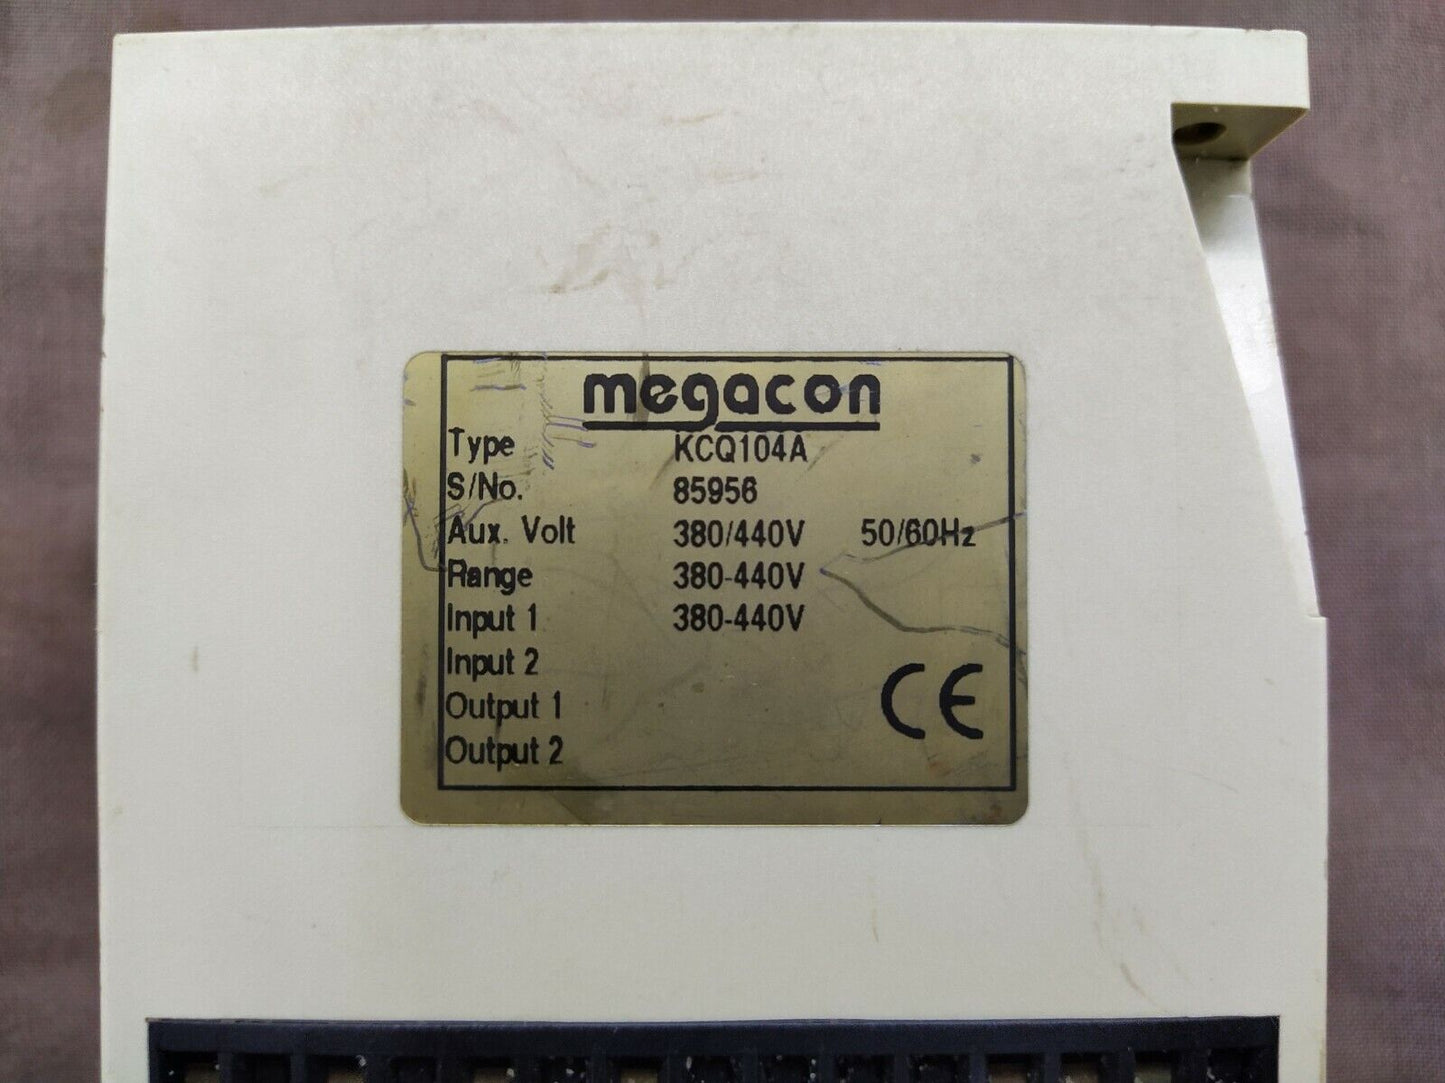 megacon
Type KCQ104A
S/No. 85956
Aux. Volt 380/440V 50/60Hz
Range 380-440V
Input 1 380-440V
Input 2
Output 1
Output 2
CE